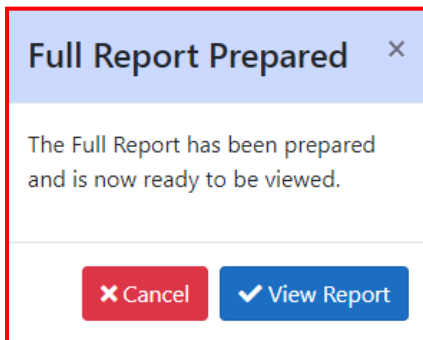 Full Report Prepared ×
The Full Report has been prepared
and is now ready to be viewed.
Cancel View Report